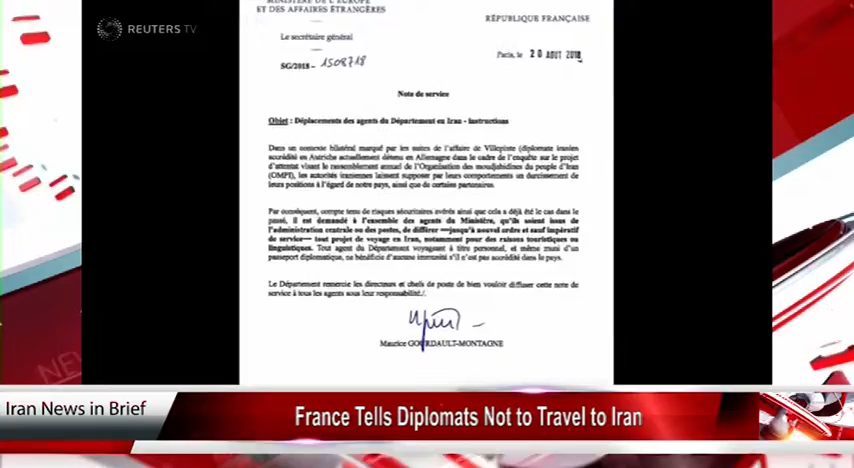 REUTERS TV
MINISTÈRE DE L'EUROPE
ET DES AFFAIRES ÉTRANGÈRES
RÉPUBLIQUE FRANÇAISE
Le secrétaire général
Paris, le 20 AOUT 2018
SG/2018 - 1508718
Note de service
Objet : Déplacements des agents du Département en Iran - instructions
Dans un contexte bilatéral marqué par les suites de l'affaire de Villepinte (diplomate iranien
accrédité en Autriche actuellement détenu en Allemagne dans le cadre de l'enquête sur le projet
d'attentat visant le rassemblement annuel de l'Organisation des moudjahidines du peuple d'Iran
(OMPI), les autorités iraniennes laissent supposer par leurs comportements un durcissement de
leurs positions à l'égard de notre pays, ainsi que de certains partenaires.
Par conséquent, compte tenu de risques sécuritaires avérés ainsi que cela a déjà été le cas dans le
passé, il est demandé à l'ensemble des agents du Ministère, qu'ils soient issus de
l'administration centrale ou des postes, de différer —jusqu'à nouvel ordre et sauf impératif
de service— tout projet de voyage en Iran, notamment pour des raisons touristiques ou
linguistiques. Tout agent du Département voyageant à titre personnel, et même muni d'un
passeport diplomatique, ne bénéficie d'aucune immunité s'il n'est pas accrédité dans le pays.
Le Département remercie les directeurs et chefs de poste de bien vouloir diffuser cette note de
service à tous les agents sous leur responsabilité./.
Maurice GOURDAULT-MONTAGNE
NEWS
Iran News in Brief
France Tells Diplomats Not to Travel to Iran